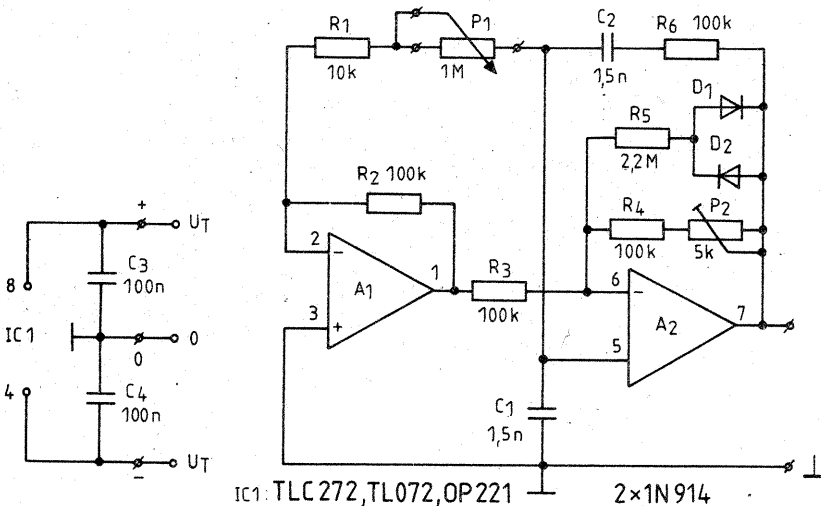 C2
R6 100k
1,5n
R1
10k
P1
1M
D1
R5
2,2M
D2
R2 100k
R4
100k
P2
5k
+
UT
8
C3
100n
IC1
0
0
4
C4
100n
UT
−
2
−
3
+
A1
1
R3
100k
6
−
5
A2
7
C1
1,5n
IC1: TLC272,TL072,OP221
2×1N914